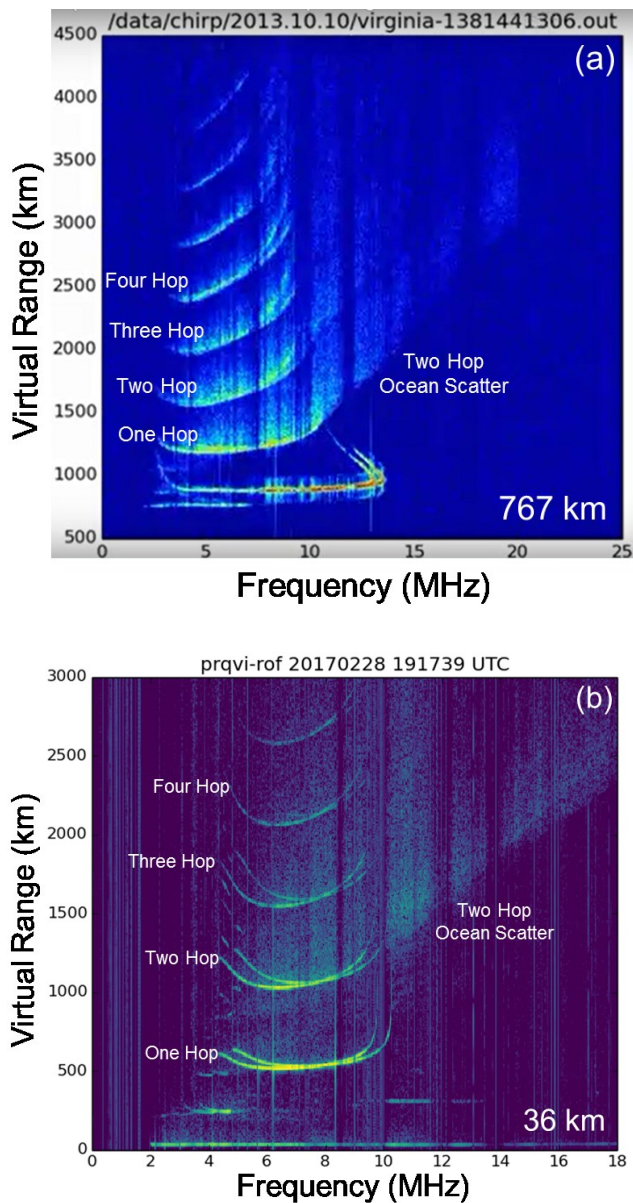 /data/chirp/2013.10.10/virginia-1381441306.out
(a)
4500
4000
3500
3000
2500
2000
1500
1000
500
Virtual Range (km)
Four Hop
Three Hop
Two Hop
One Hop
Two Hop
Ocean Scatter
767 km
0 5 10 15 20 25
Frequency (MHz)
prqvi-rof 20170228 191739 UTC
(b)
3000
2500
2000
1500
1000
500
0
Virtual Range (km)
Four Hop
Three Hop
Two Hop
One Hop
Two Hop
Ocean Scatter
36 km
0 2 4 6 8 10 12 14 16 18
Frequency (MHz)